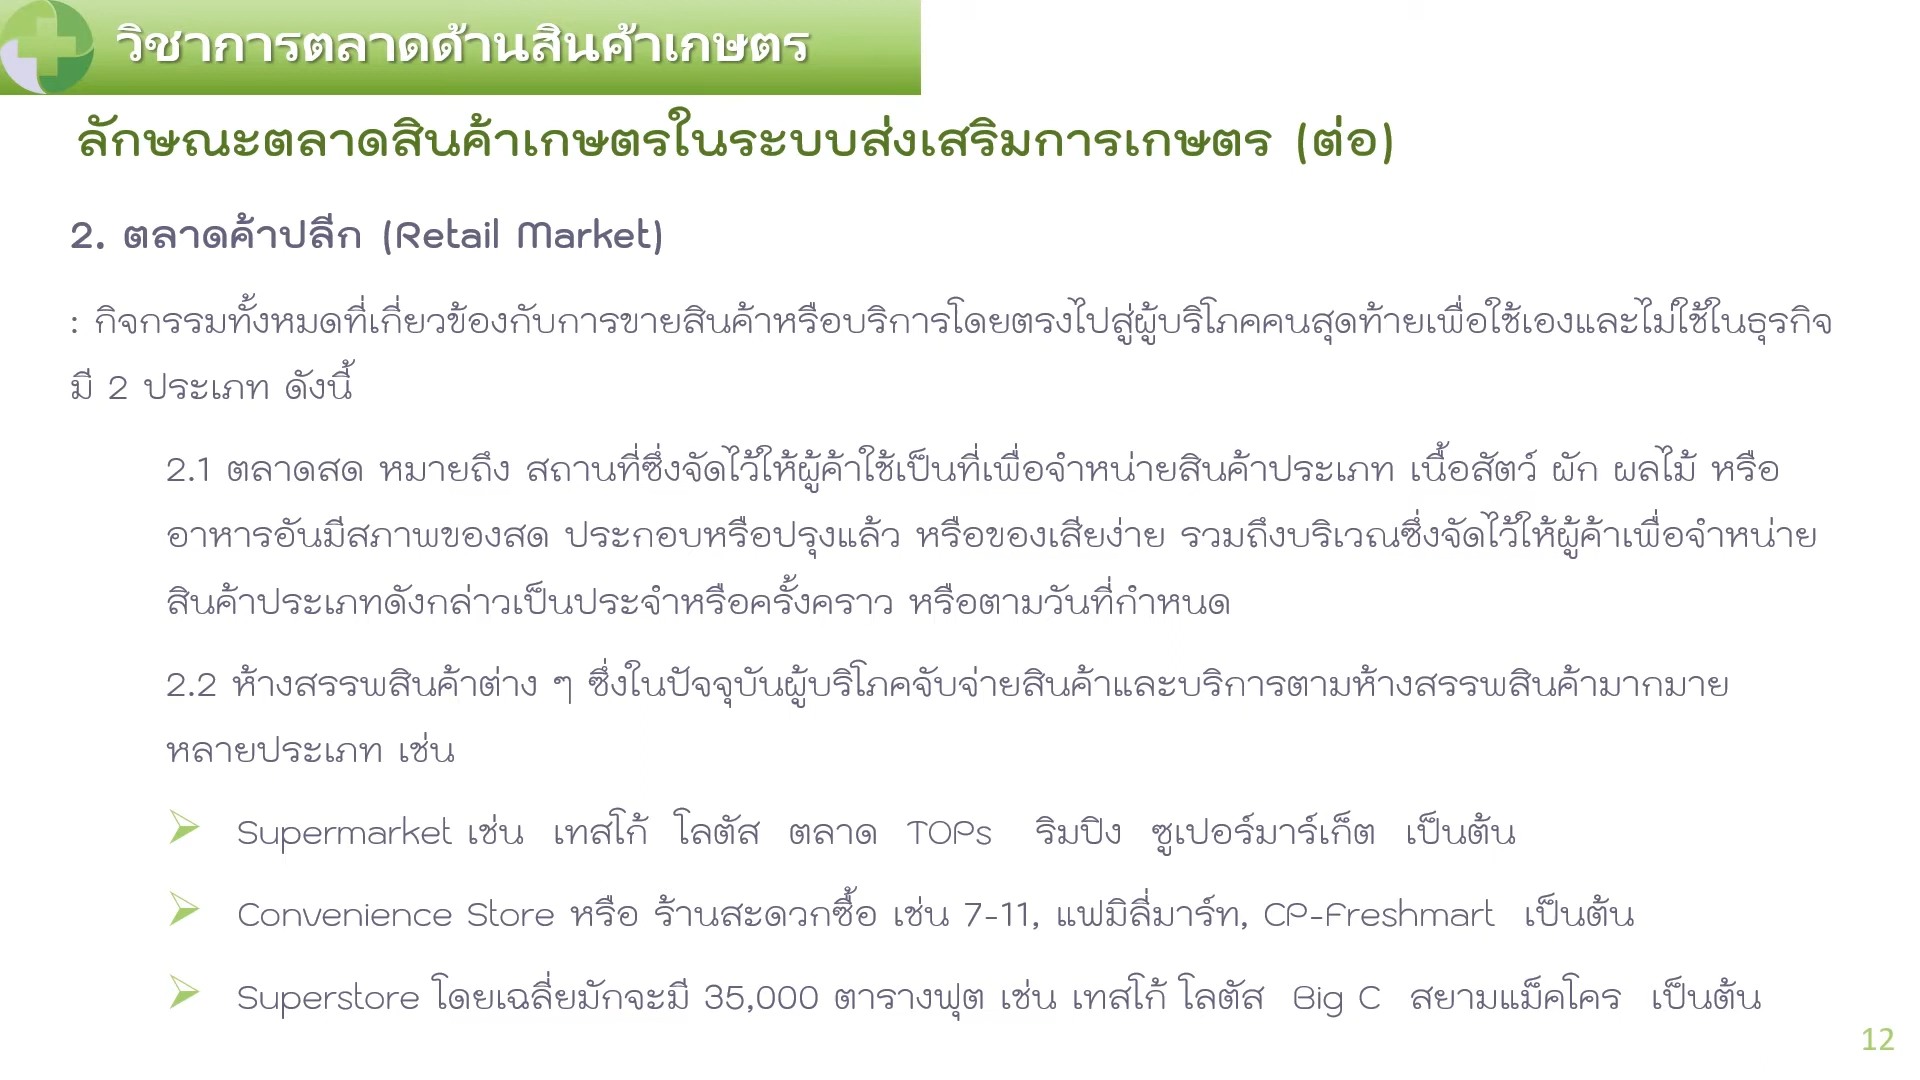 วิชาการตลาดด้านสินค้าเกษตร
ลักษณะตลาดสินค้าเกษตรในระบบส่งเสริมการเกษตร (ต่อ)
2. ตลาดค้าปลีก (Retail Market)
: กิจกรรมทั้งหมดที่เกี่ยวข้องกับการขายสินค้าหรือบริการโดยตรงไปสู่ผู้บริโภคคนสุดท้ายเพื่อใช้เองและไม่ใช้ในธุรกิจ
มี 2 ประเภท ดังนี้
2.1 ตลาดสด หมายถึง สถานที่ซึ่งจัดไว้ให้ผู้ค้าใช้เป็นที่เพื่อจำหน่ายสินค้าประเภท เนื้อสัตว์ ผัก ผลไม้ หรือ
อาหารอันมีสภาพของสด ประกอบหรือปรุงแล้ว หรือของเสียง่าย รวมถึงบริเวณซึ่งจัดไว้ให้ผู้ค้าเพื่อจำหน่าย
สินค้าประเภทดังกล่าวเป็นประจำหรือครั้งคราว หรือตามวันที่กำหนด
2.2 ห้างสรรพสินค้าต่าง ๆ ซึ่งในปัจจุบันผู้บริโภคจับจ่ายสินค้าและบริการตามห้างสรรพสินค้ามากมาย
หลายประเภท เช่น
➢ Supermarket เช่น เทสโก้ โลตัส ตลาด TOPs ริมปิง ซูเปอร์มาร์เก็ต เป็นต้น
➢ Convenience Store หรือ ร้านสะดวกซื้อ เช่น 7-11, แฟมิลี่มาร์ท, CP-Freshmart เป็นต้น
➢ Superstore โดยเฉลี่ยมักจะมี 35,000 ตารางฟุต เช่น เทสโก้ โลตัส Big C สยามแม็คโคร เป็นต้น
12